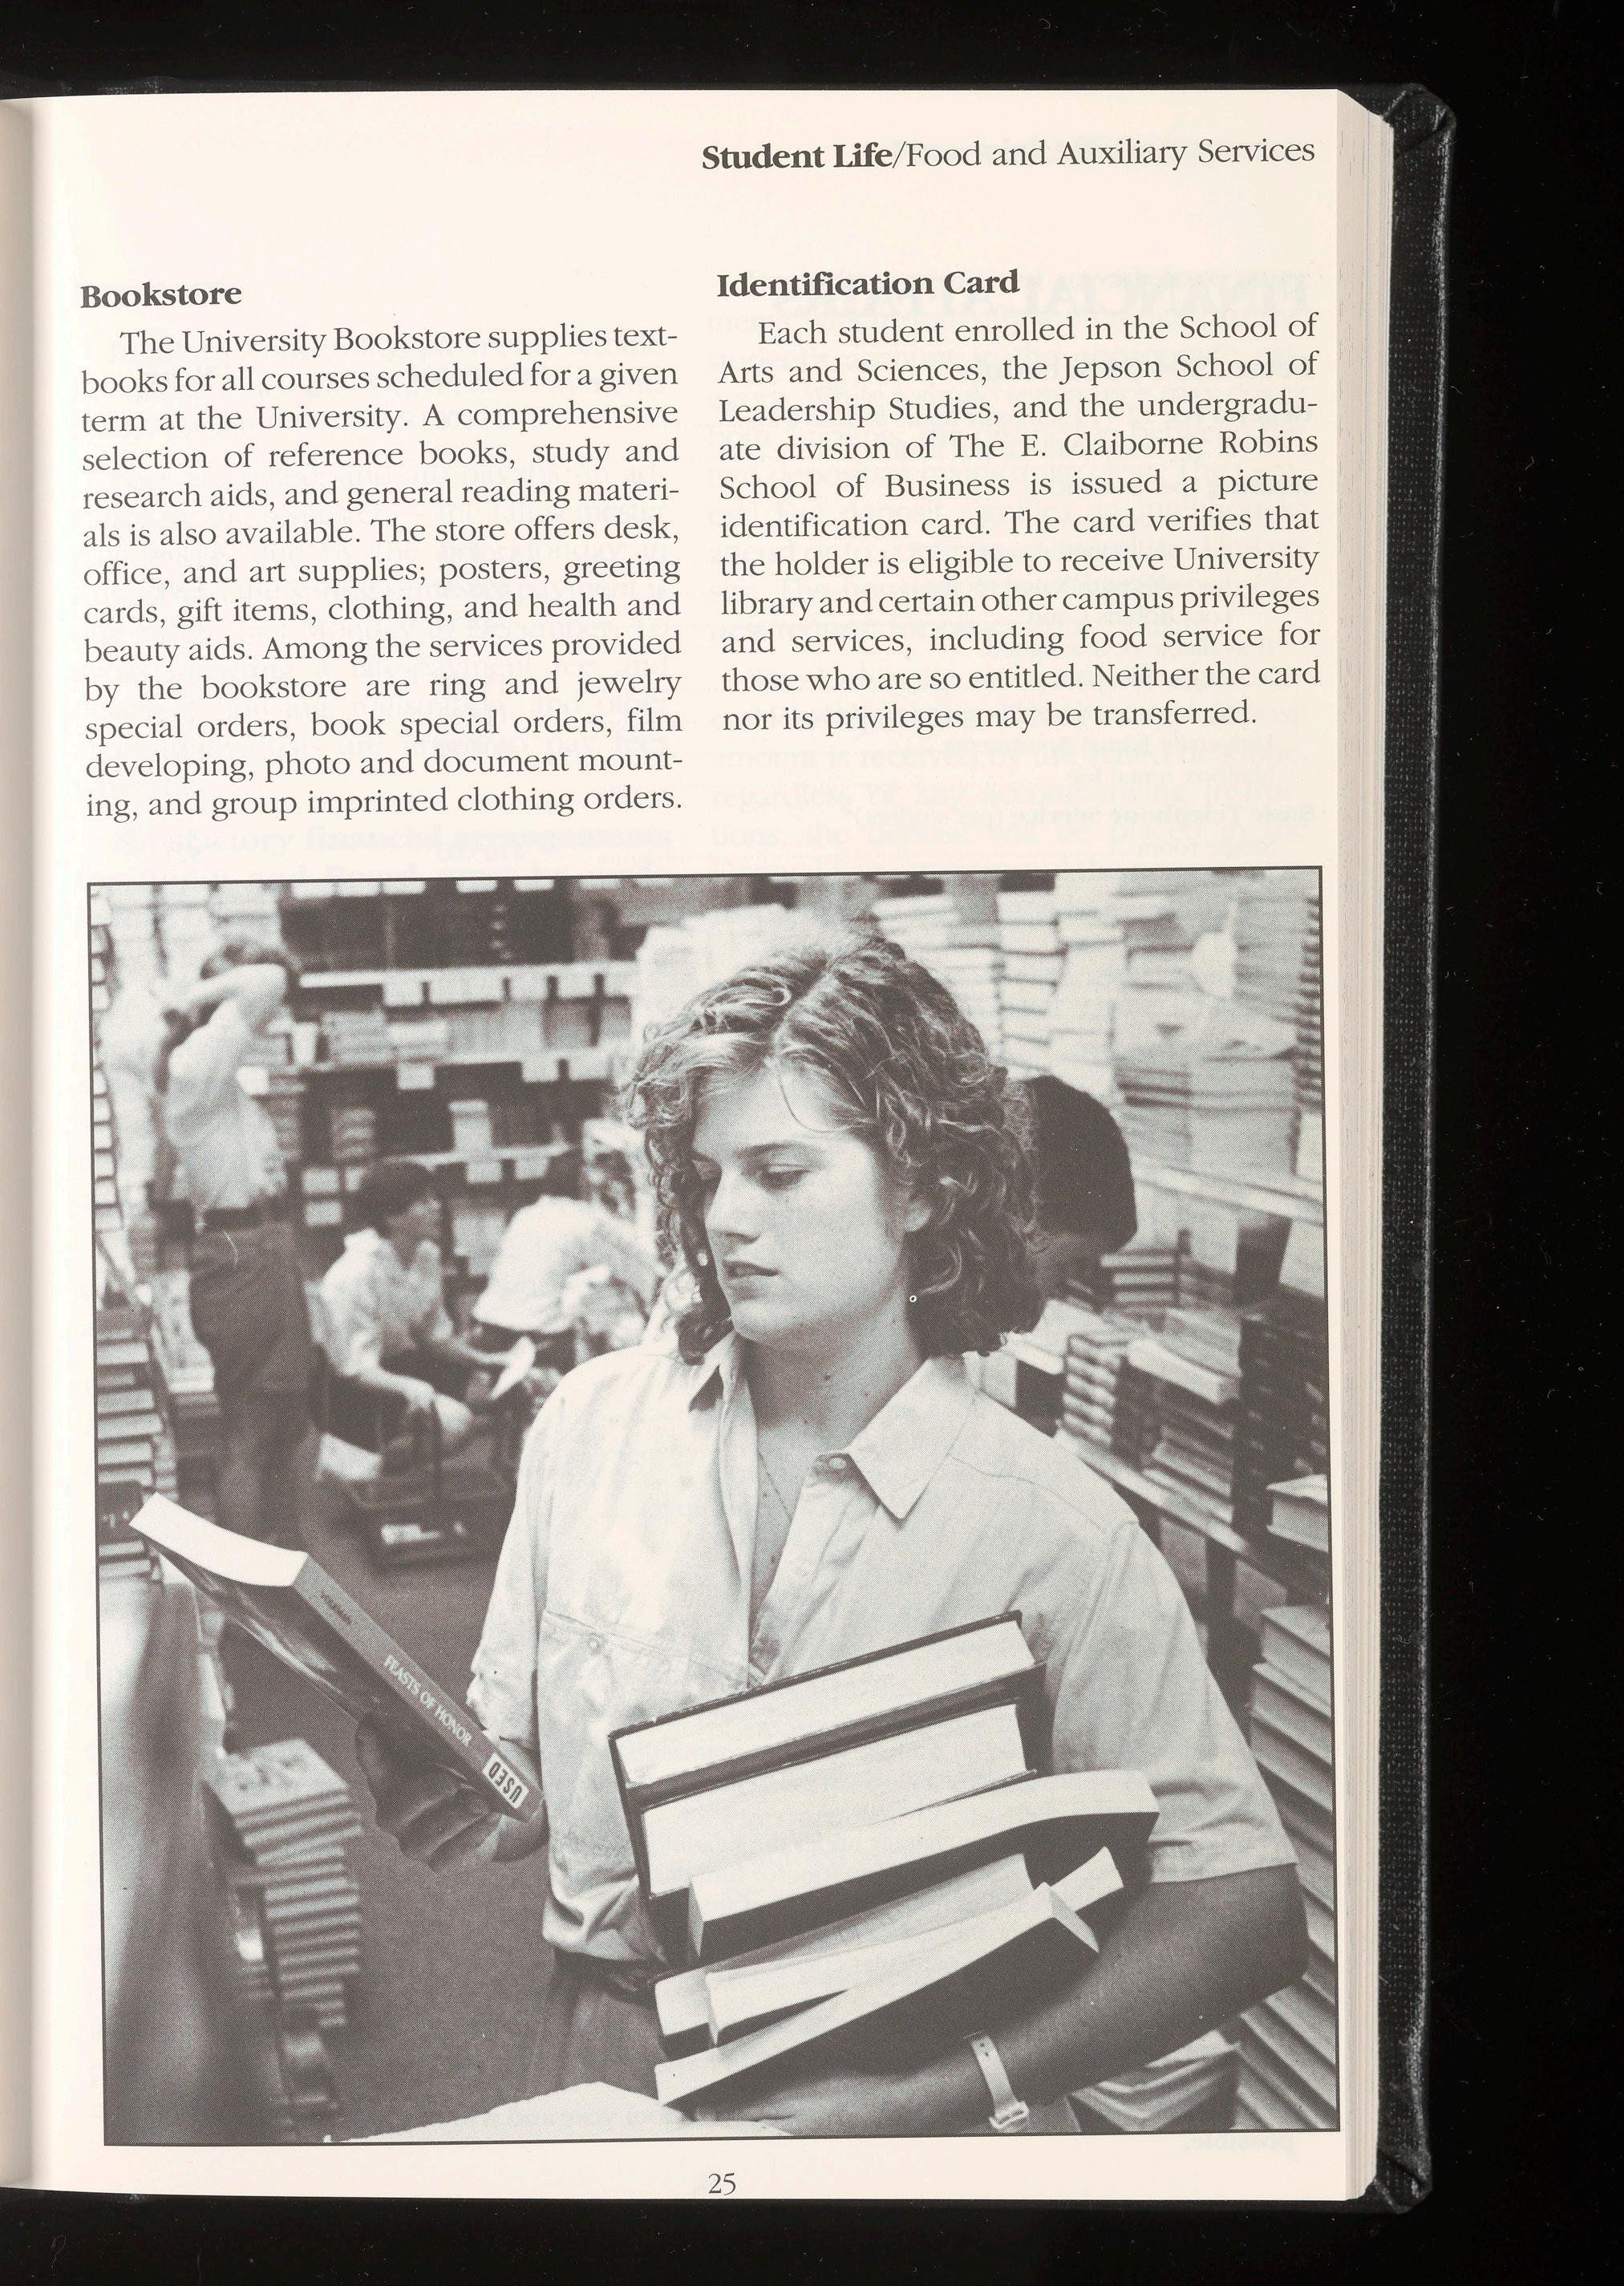 Student Life/Food and Auxiliary Services
Bookstore
The University Bookstore supplies text-
books for all courses scheduled for a given
term at the University. A comprehensive
selection of reference books, study and
research aids, and general reading materi-
als is also available. The store offers desk,
office, and art supplies; posters, greeting
cards, gift items, clothing, and health and
beauty aids. Among the services provided
by the bookstore are ring and jewelry
special orders, book special orders, film
developing, photo and document mount-
ing, and group imprinted clothing orders.
Identification Card
Each student enrolled in the School of
Arts and Sciences, the Jepson School of
Leadership Studies, and the undergradu-
ate division of The E. Claiborne Robins
School of Business is issued a picture
identification card. The card verifies that
the holder is eligible to receive University
library and certain other campus privileges
and services, including food service for
those who are so entitled. Neither the card
nor its privileges may be transferred.
FEASTS OF HONOR
USED
25